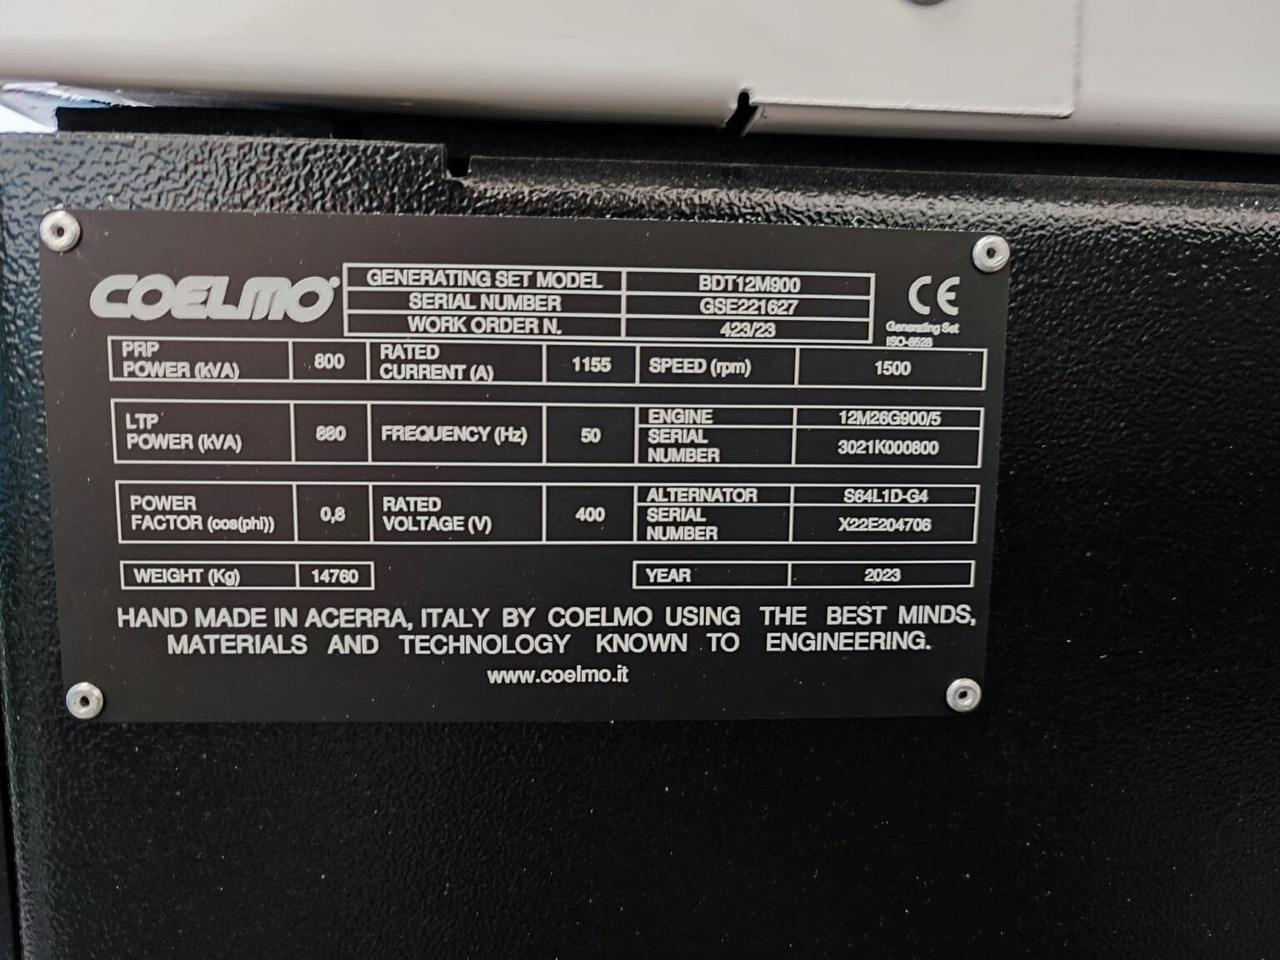 COELMO
GENERATING SET MODEL BDT12M900
SERIAL NUMBER GSE221627
WORK ORDER N. 423/23
CE
Generating Set
ISO-8528
PRP
POWER (kVA) 800
RATED
CURRENT (A) 1155
SPEED (rpm) 1500
LTP
POWER (kVA) 880
FREQUENCY (Hz) 50
ENGINE 12M26G900/5
SERIAL
NUMBER 3021K000800
POWER
FACTOR (cos(phi)) 0,8
RATED
VOLTAGE (V) 400
ALTERNATOR S64L1D-G4
SERIAL
NUMBER X22E204706
WEIGHT (Kg) 14760
YEAR 2023
HAND MADE IN ACERRA, ITALY BY COELMO USING THE BEST MINDS,
MATERIALS AND TECHNOLOGY KNOWN TO ENGINEERING.
www.coelmo.it